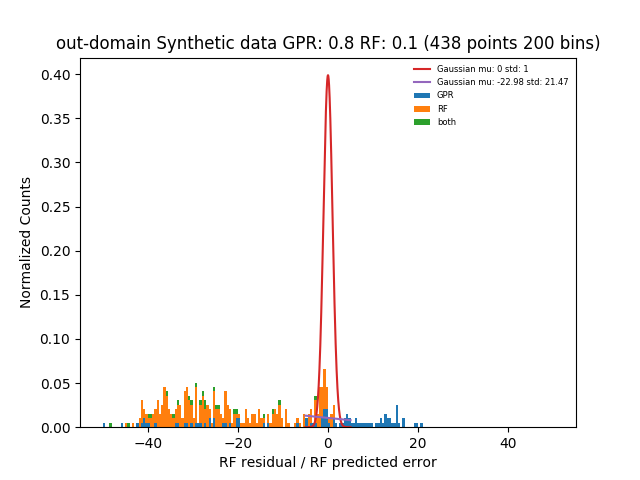 out-domain Synthetic data GPR: 0.8 RF: 0.1 (438 points 200 bins)
Gaussian mu: 0 std: 1
Gaussian mu: -22.98 std: 21.47
GPR
RF
both
Normalized Counts
0.40
0.35
0.30
0.25
0.20
0.15
0.10
0.05
0.00
−40 −20 0 20 40
RF residual / RF predicted error